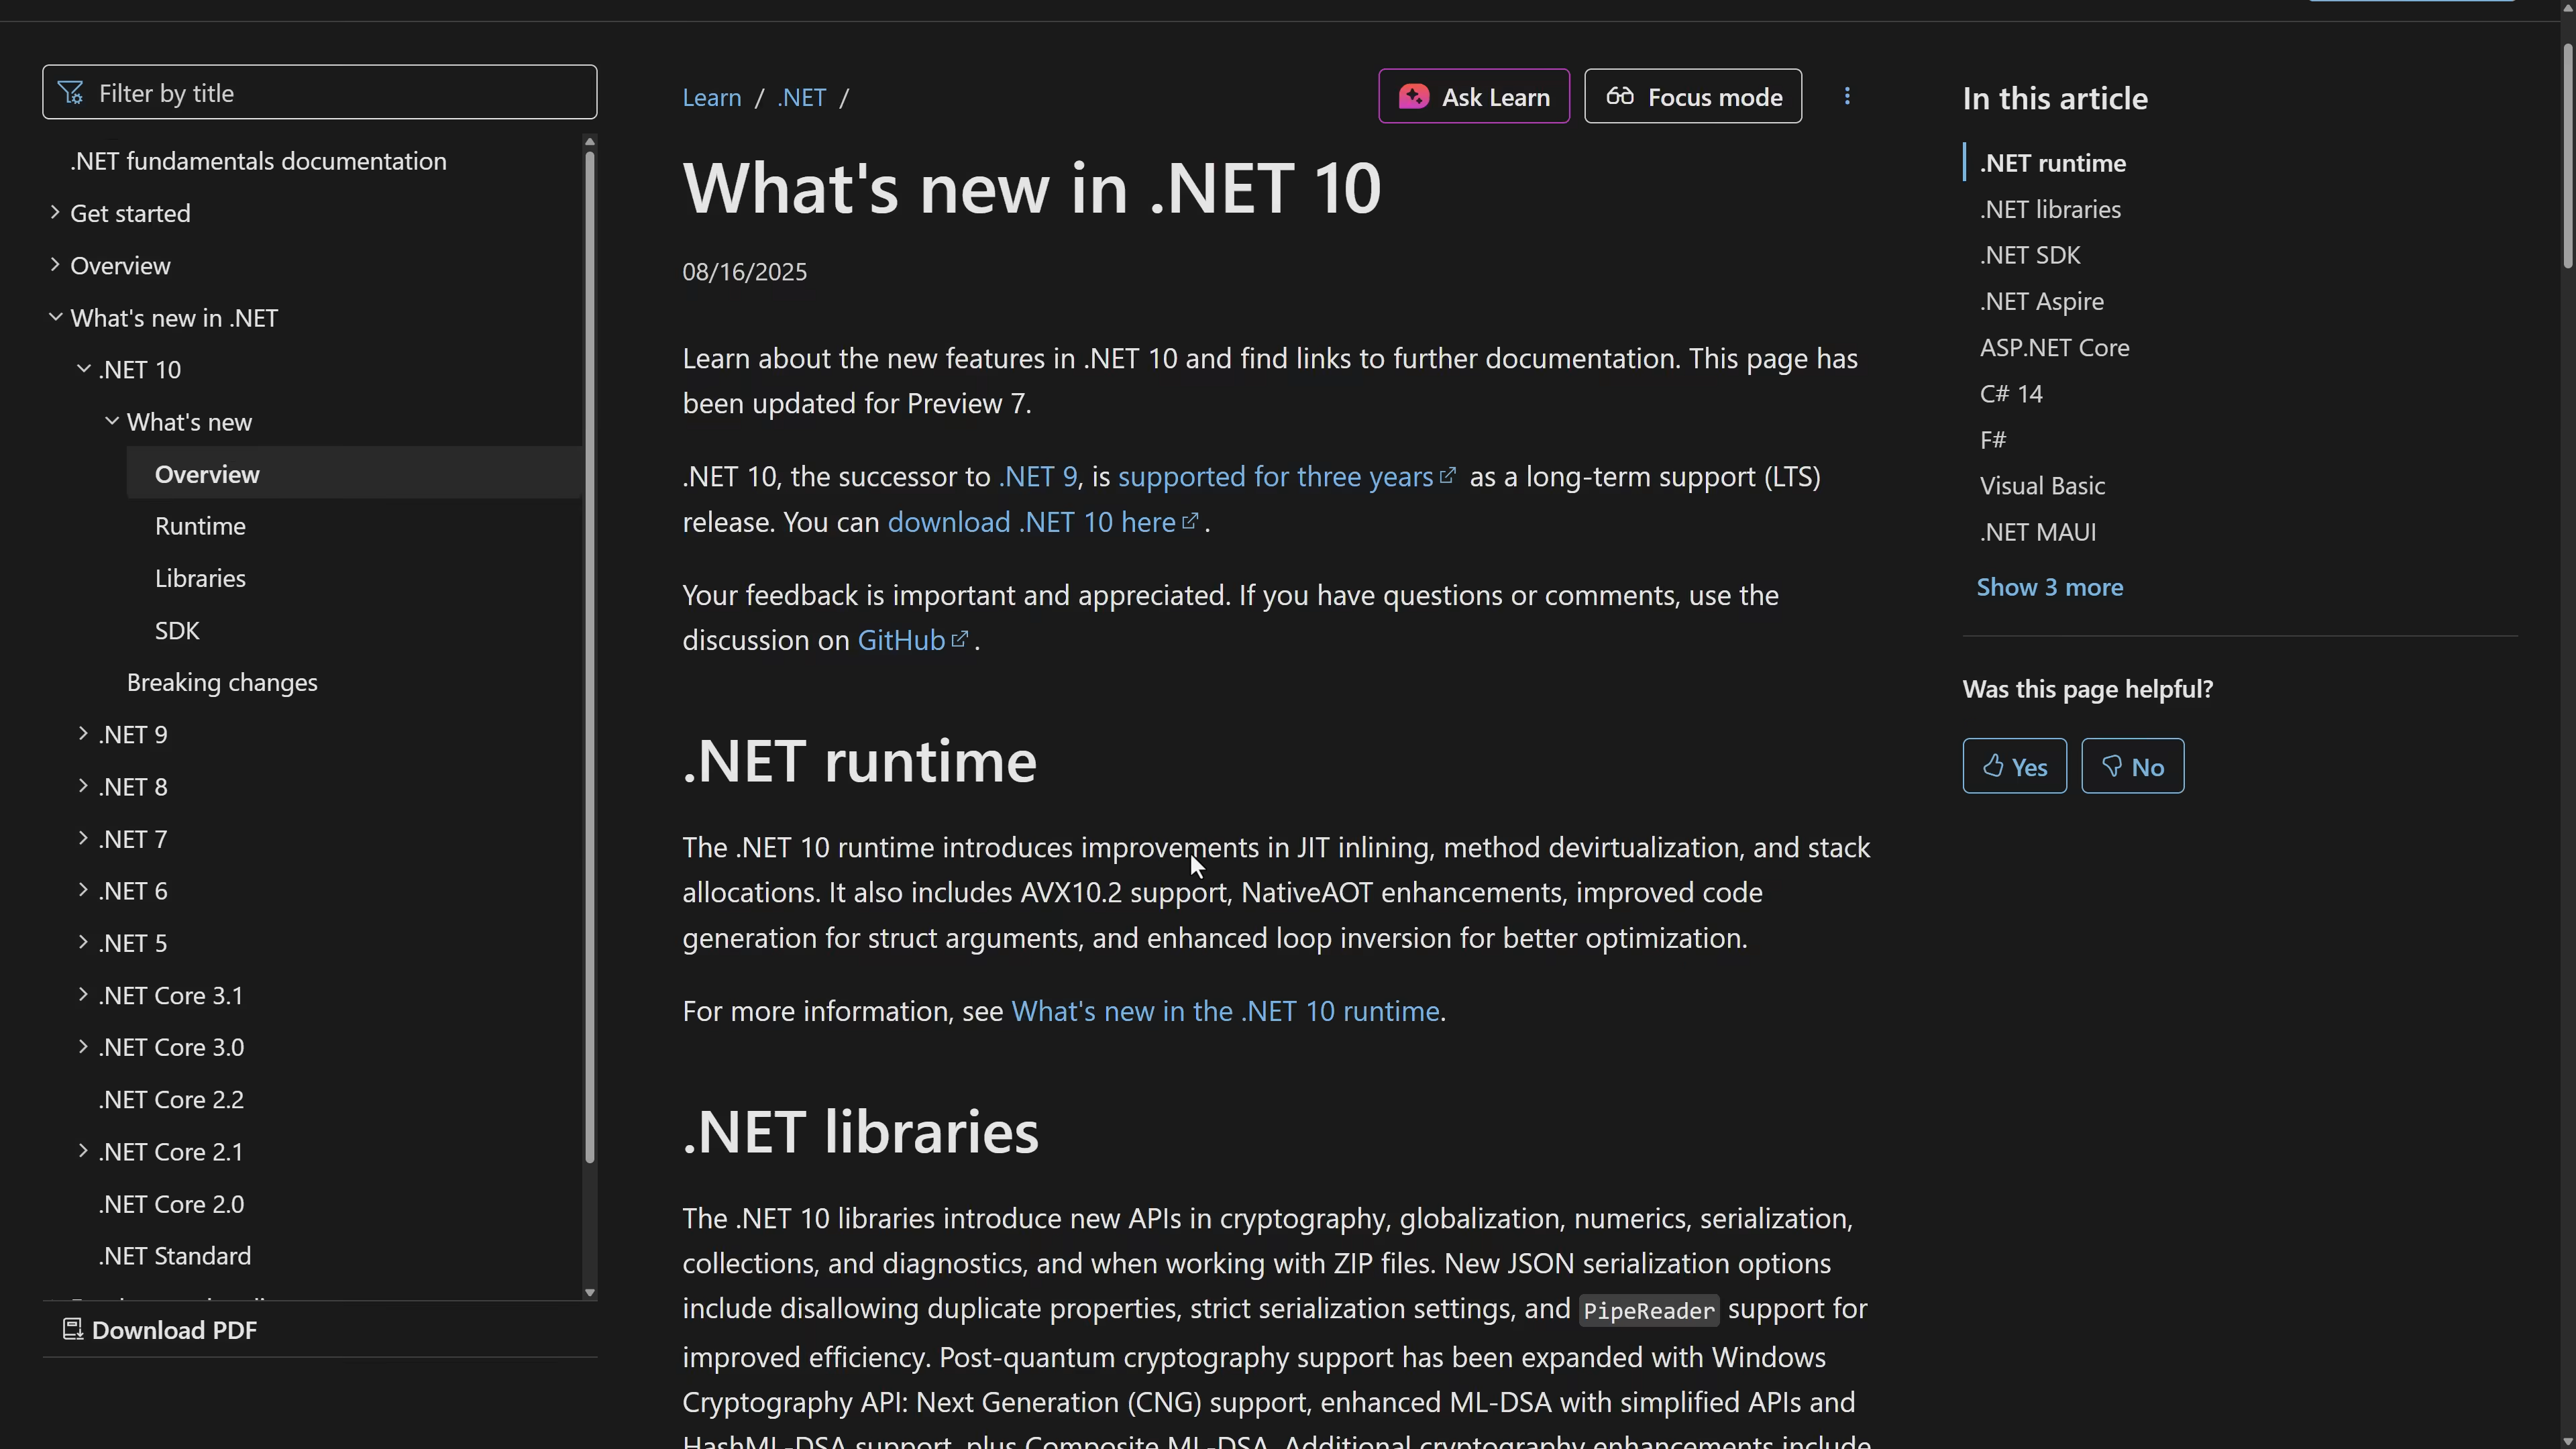 Filter by title
.NET fundamentals documentation
Get started
Overview
What's new in .NET
.NET 10
What's new
Overview
Runtime
Libraries
SDK
Breaking changes
.NET 9
.NET 8
.NET 7
.NET 6
.NET 5
.NET Core 3.1
.NET Core 3.0
.NET Core 2.2
.NET Core 2.1
.NET Core 2.0
.NET Standard
Download PDF
Learn / .NET /
Ask Learn
Focus mode
What's new in .NET 10
08/16/2025
Learn about the new features in .NET 10 and find links to further documentation. This page has
been updated for Preview 7.
.NET 10, the successor to .NET 9, is supported for three years as a long-term support (LTS)
release. You can download .NET 10 here .
Your feedback is important and appreciated. If you have questions or comments, use the
discussion on GitHub .
.NET runtime
The .NET 10 runtime introduces improvements in JIT inlining, method devirtualization, and stack
allocations. It also includes AVX10.2 support, NativeAOT enhancements, improved code
generation for struct arguments, and enhanced loop inversion for better optimization.
For more information, see What's new in the .NET 10 runtime.
.NET libraries
The .NET 10 libraries introduce new APIs in cryptography, globalization, numerics, serialization,
collections, and diagnostics, and when working with ZIP files. New JSON serialization options
include disallowing duplicate properties, strict serialization settings, and PipeReader support for
improved efficiency. Post-quantum cryptography support has been expanded with Windows
Cryptography API: Next Generation (CNG) support, enhanced ML-DSA with simplified APIs and
HashML-DSA support, plus Composite ML-DSA. Additional cryptography enhancements include
In this article
.NET runtime
.NET libraries
.NET SDK
.NET Aspire
ASP.NET Core
C# 14
F#
Visual Basic
.NET MAUI
Show 3 more
Was this page helpful?
Yes
No